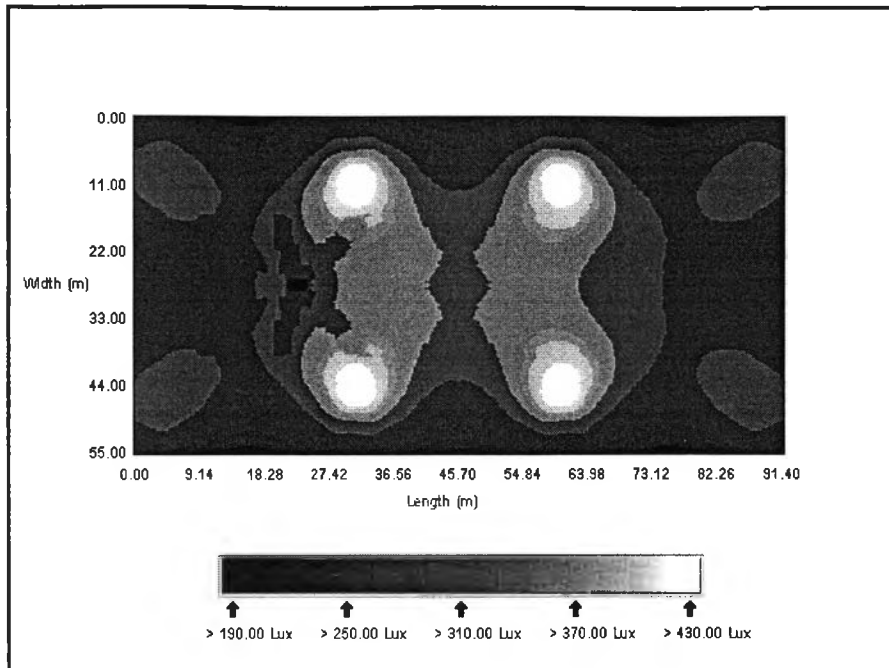 0.00
11.00
22.00
Width (m)
33.00
44.00
55.00
0.00 9.14 18.28 27.42 36.56 45.70 54.84 63.98 73.12 82.26 91.40
Length (m)
> 190.00 Lux > 250.00 Lux > 310.00 Lux > 370.00 Lux > 430.00 Lux